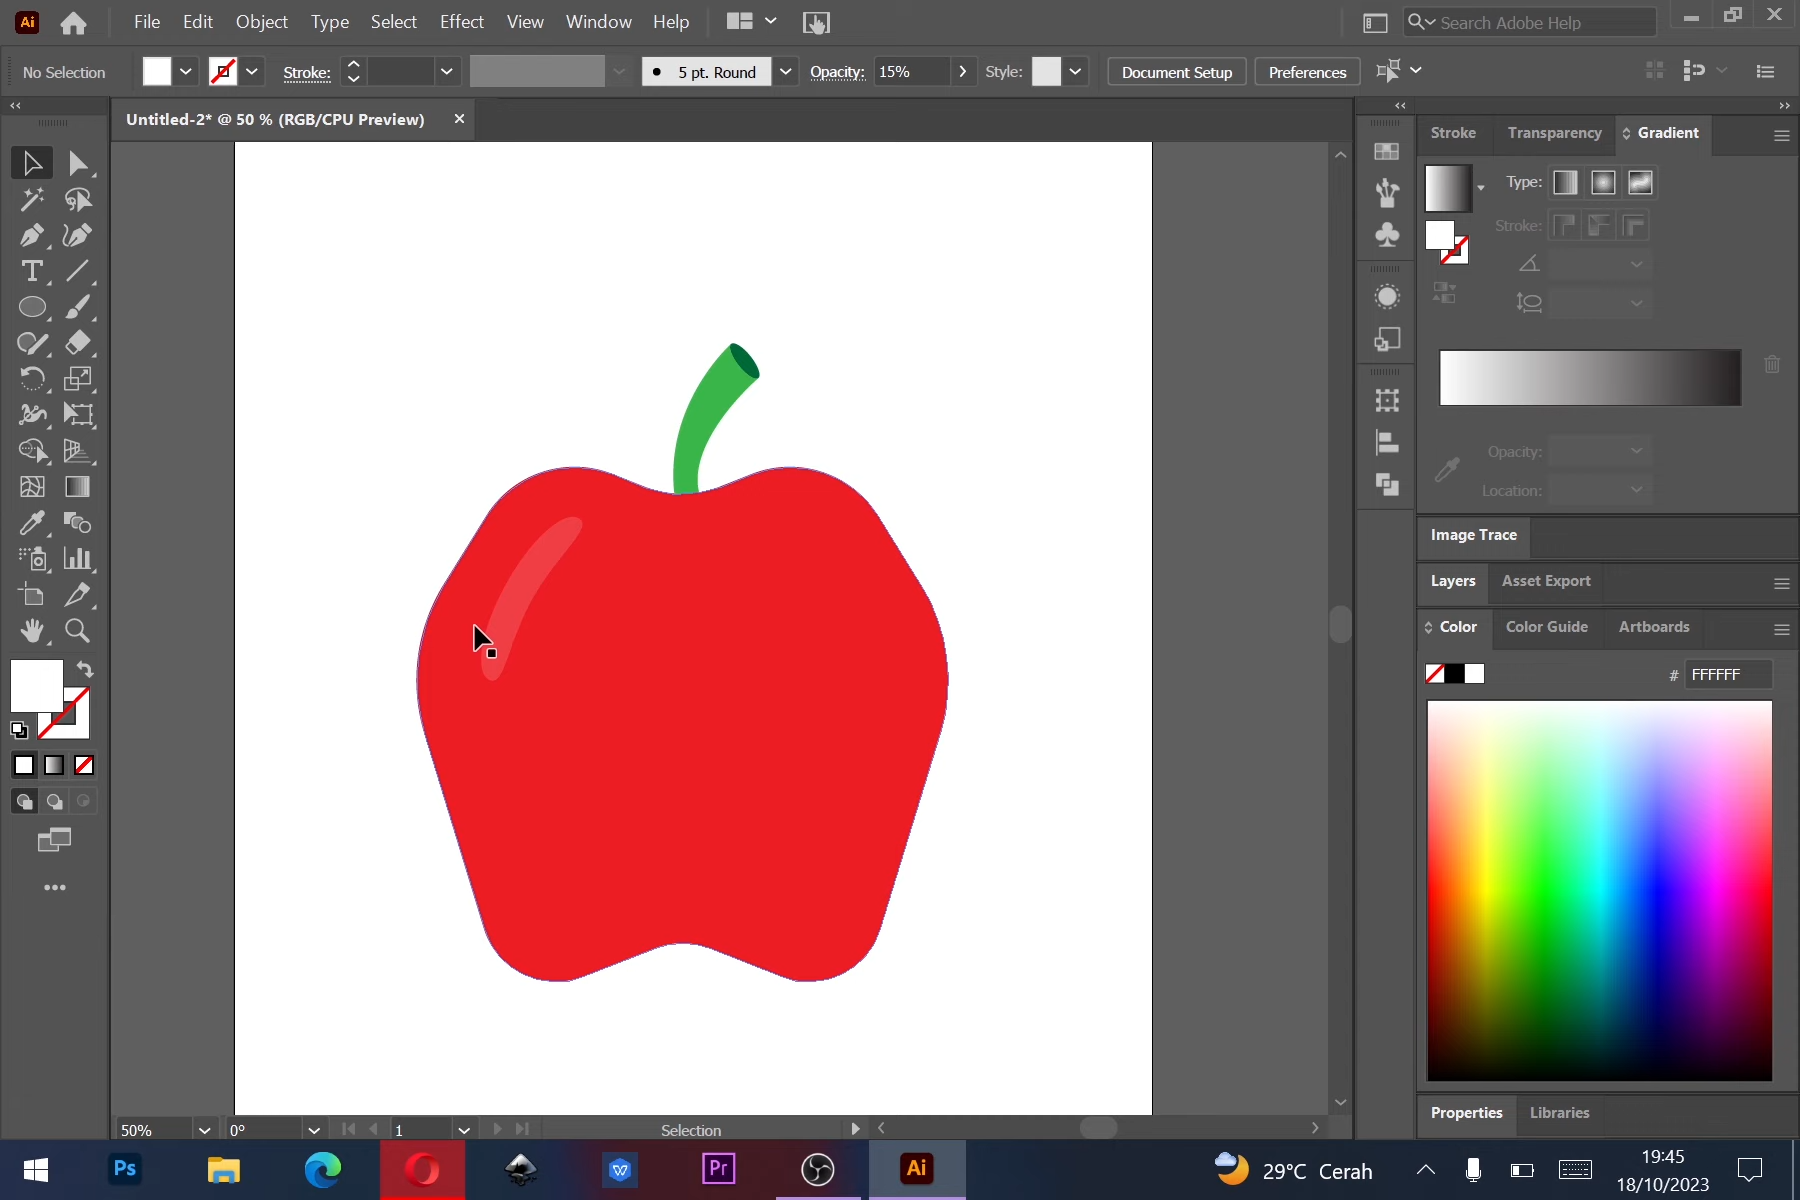 Ai File Edit Object Type Select Effect View Window Help Search Adobe Help
No Selection Stroke: 5 pt. Round Opacity: 15% Style: Document Setup Preferences
Untitled-2* @ 50 % (RGB/CPU Preview)
Stroke Transparency Gradient
Type:
Stroke:
Opacity:
Location:
Image Trace
Layers Asset Export
Color Color Guide Artboards
# FFFFFF
Properties Libraries
50% 0° 1 Selection
Ps Pr Ai 29°C Cerah 19:45
18/10/2023